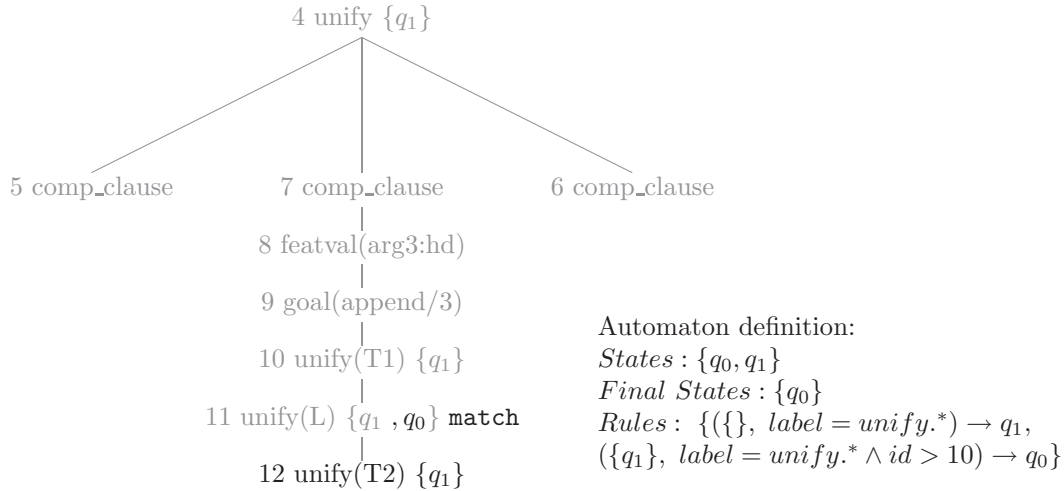 4 unify {q₁}
5 comp_clause 7 comp_clause 6 comp_clause
8 featval(arg3:hd)
9 goal(append/3)
10 unify(T1) {q₁}
11 unify(L) {q₁ , q₀} match
12 unify(T2) {q₁}
Automaton definition:
States : {q₀, q₁}
Final States : {q₀}
Rules : {({}, label = unify.*) → q₁,
({q₁}, label = unify.* ∧ id > 10) → q₀}